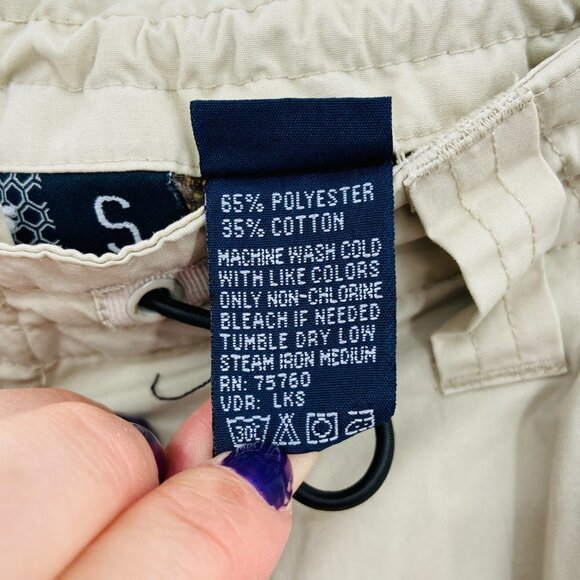 S
65% POLYESTER
35% COTTON
MACHINE WASH COLD
WITH LIKE COLORS
ONLY NON-CHLORINE
BLEACH IF NEEDED
TUMBLE DRY LOW
STEAM IRON MEDIUM
RN: 75760
VDR: LKS
30C